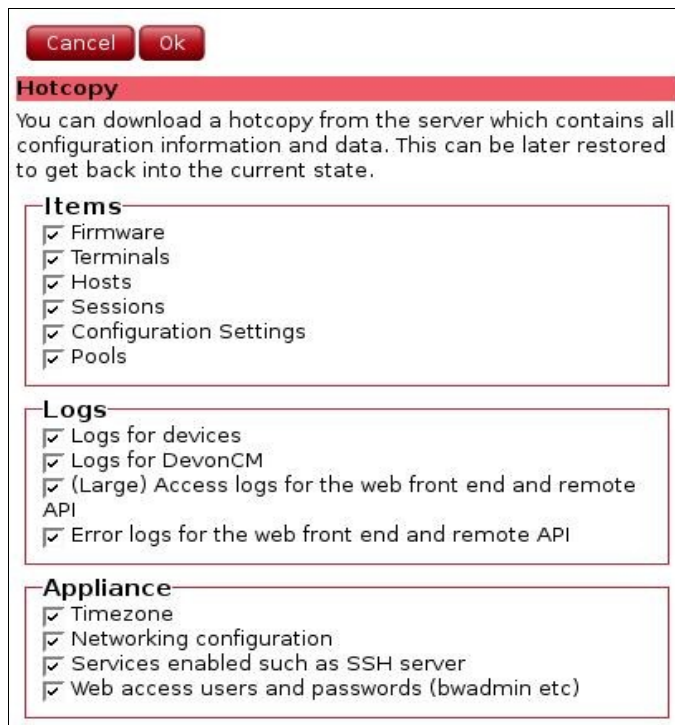 Cancel Ok
Hotcopy
You can download a hotcopy from the server which contains all
configuration information and data. This can be later restored
to get back into the current state.
Items
Firmware
Terminals
Hosts
Sessions
Configuration Settings
Pools
Logs
Logs for devices
Logs for DevonCM
(Large) Access logs for the web front end and remote
API
Error logs for the web front end and remote API
Appliance
Timezone
Networking configuration
Services enabled such as SSH server
Web access users and passwords (bwadmin etc)